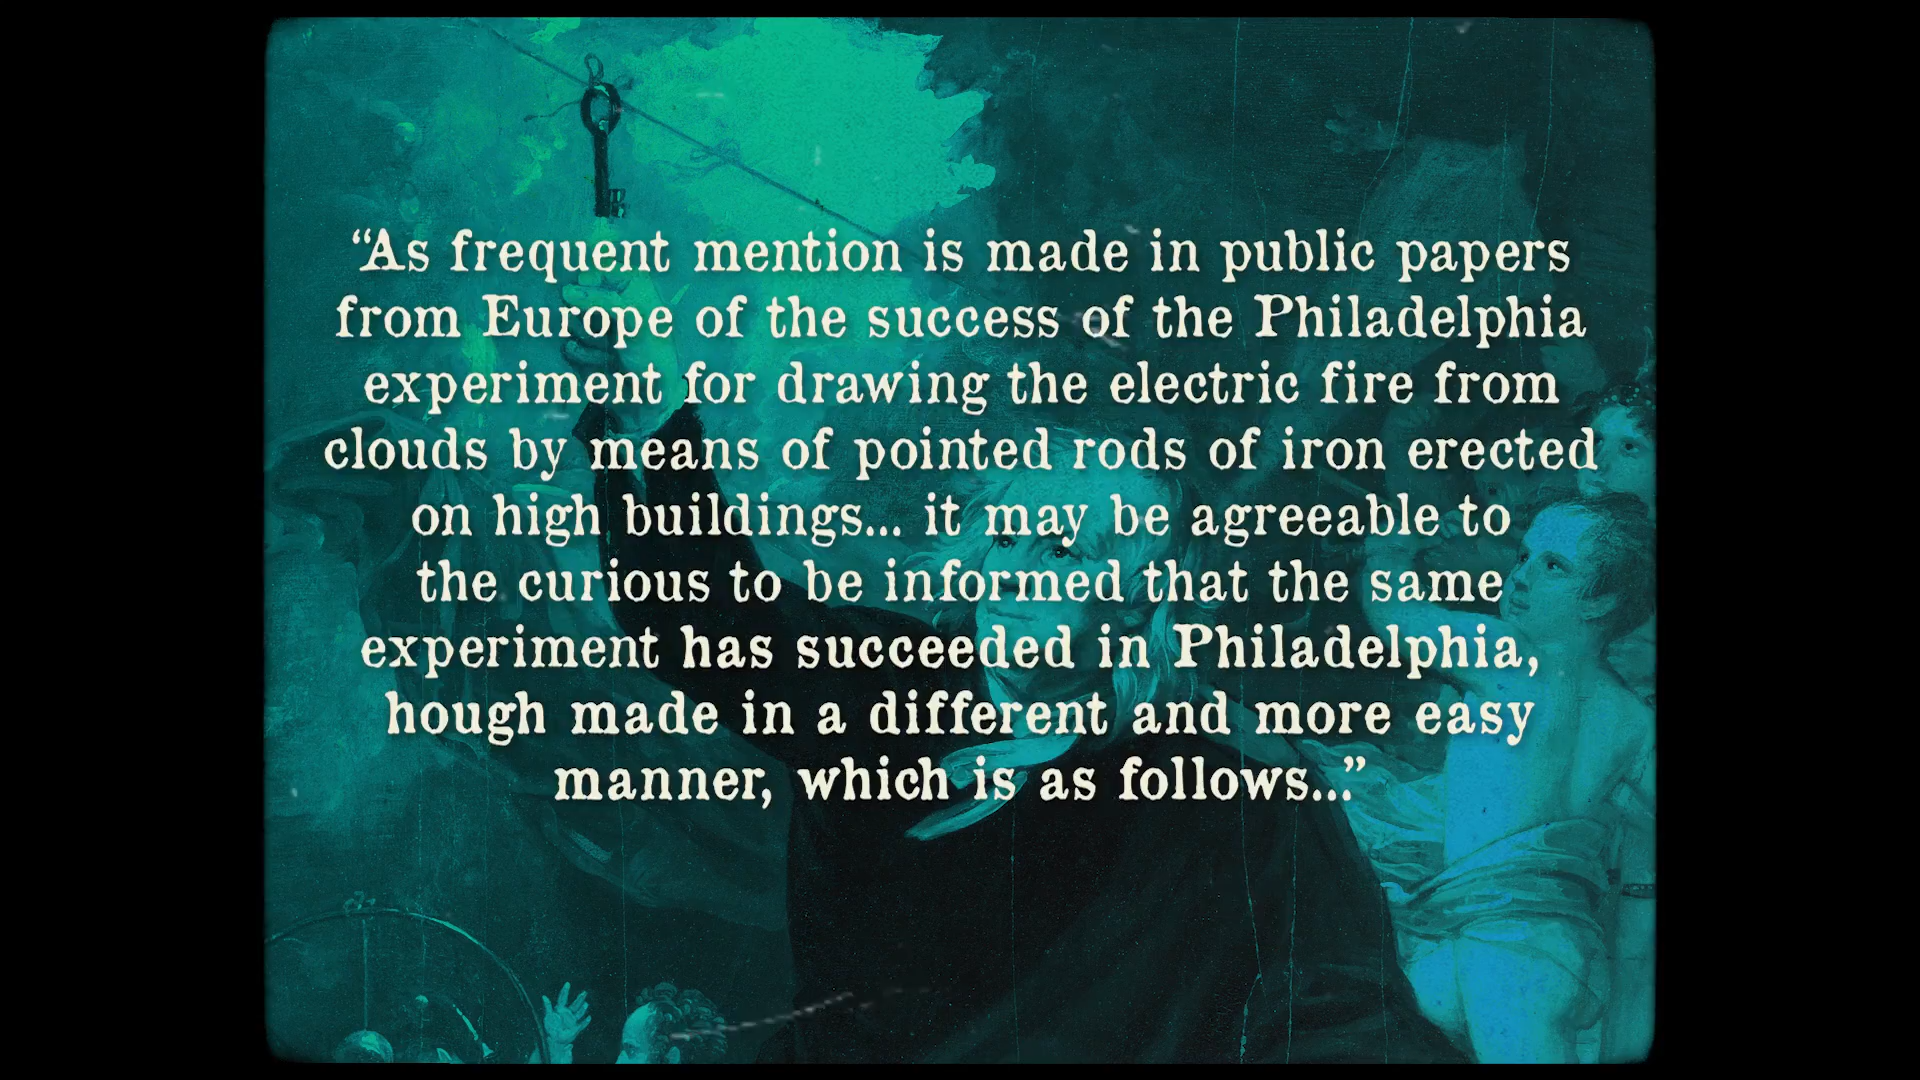 “As frequent mention is made in public papers
from Europe of the success of the Philadelphia
experiment for drawing the electric fire from
clouds by means of pointed rods of iron erected
on high buildings... it may be agreeable to
the curious to be informed that the same
experiment has succeeded in Philadelphia,
hough made in a different and more easy
manner, which is as follows...”